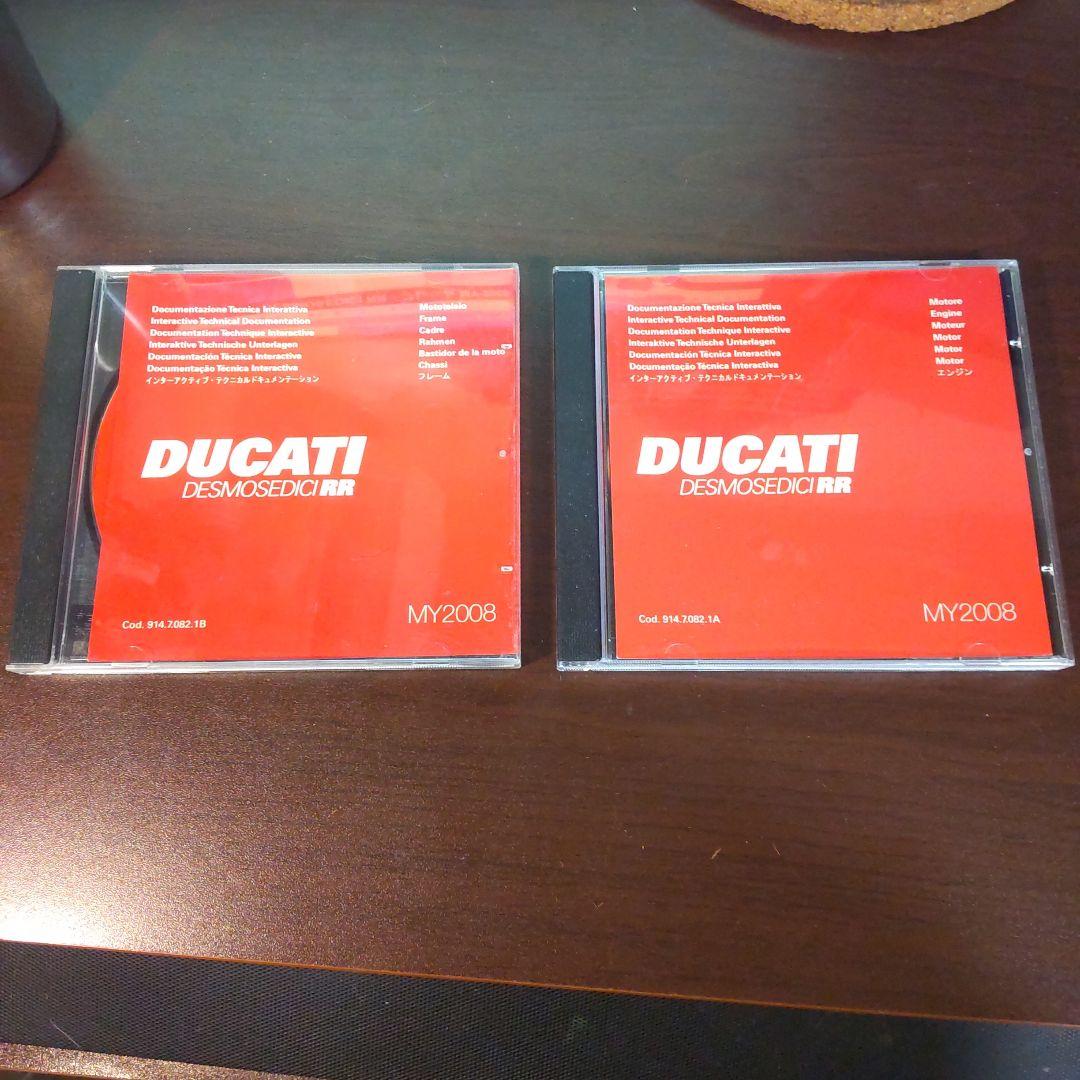 Documentazione Tecnica Interattiva Mototelaio
Interactive Technical Documentation Frame
Documentation Technique Interactive Cadre
Interaktive Technische Unterlagen Rahmen
Documentación Técnica Interactiva Bastidor de la moto
Documentação Técnica Interactiva Chassi
インターアクティブ・テクニカルドキュメンテーション フレーム
DUCATI
DESMOSEDICI RR
Cod. 914.7.082.1B MY2008
Documentazione Tecnica Interattiva Motore
Interactive Technical Documentation Engine
Documentation Technique Interactive Moteur
Interaktive Technische Unterlagen Motor
Documentación Técnica Interactiva Motor
Documentação Técnica Interactiva Motor
インターアクティブ・テクニカルドキュメンテーション エンジン
DUCATI
DESMOSEDICI RR
Cod. 914.7.082.1A MY2008